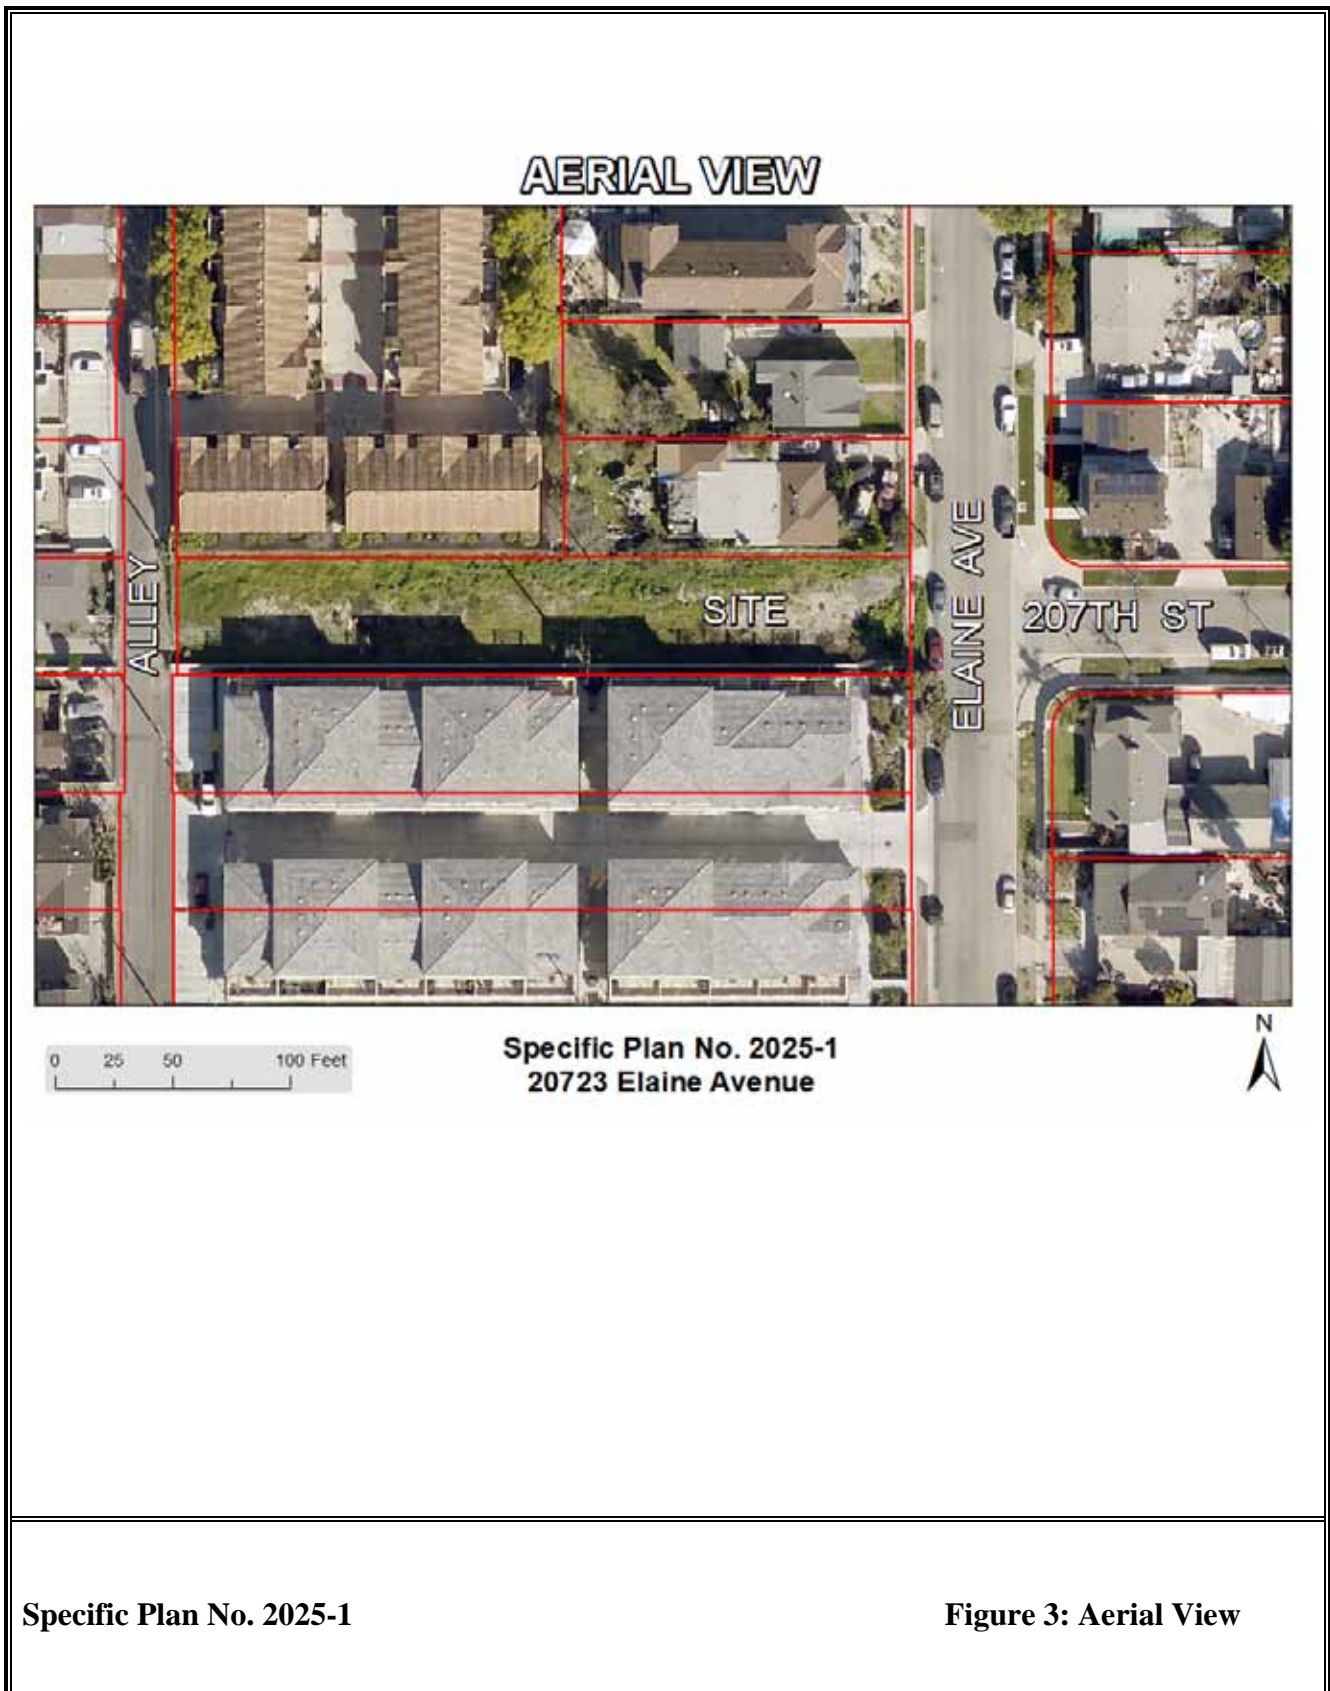 AERIAL VIEW
SITE
ALLEY
ELAINE AVE
207TH ST
0 25 50 100 Feet
Specific Plan No. 2025-1
20723 Elaine Avenue
N
Specific Plan No. 2025-1
Figure 3: Aerial View